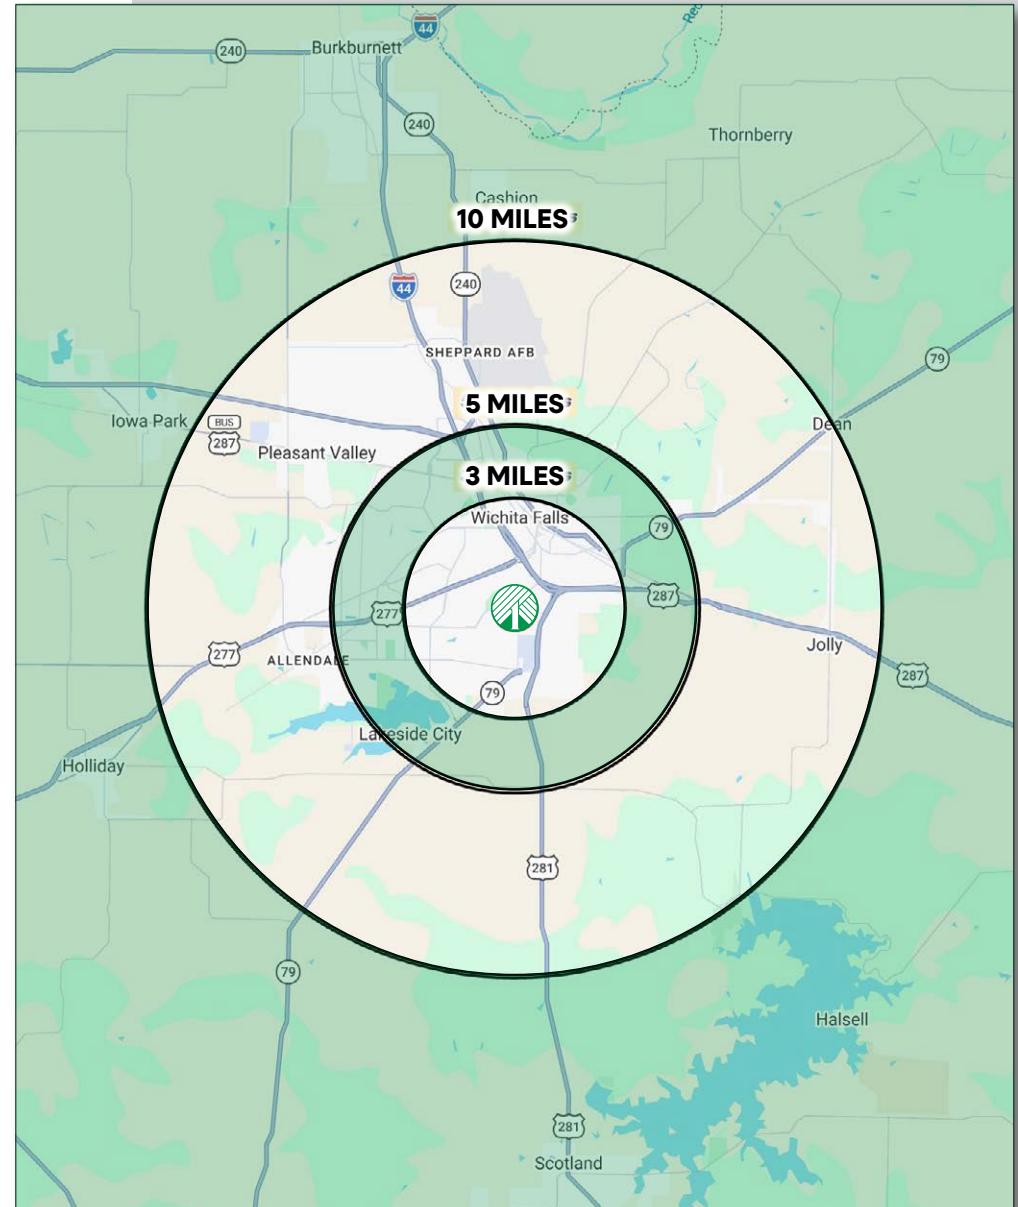 44
240
Burkburnett
Rec
240
Thornberry
Cashion
10 MILES
44
240
SHEPPARD AFB
79
5 MILES
Iowa Park
BUS
287
Dean
Pleasant Valley
3 MILES
Wichita Falls
79
277
287
Jolly
277
ALLENDALE
287
79
Lakeside City
Holliday
281
79
Halsell
281
Scotland